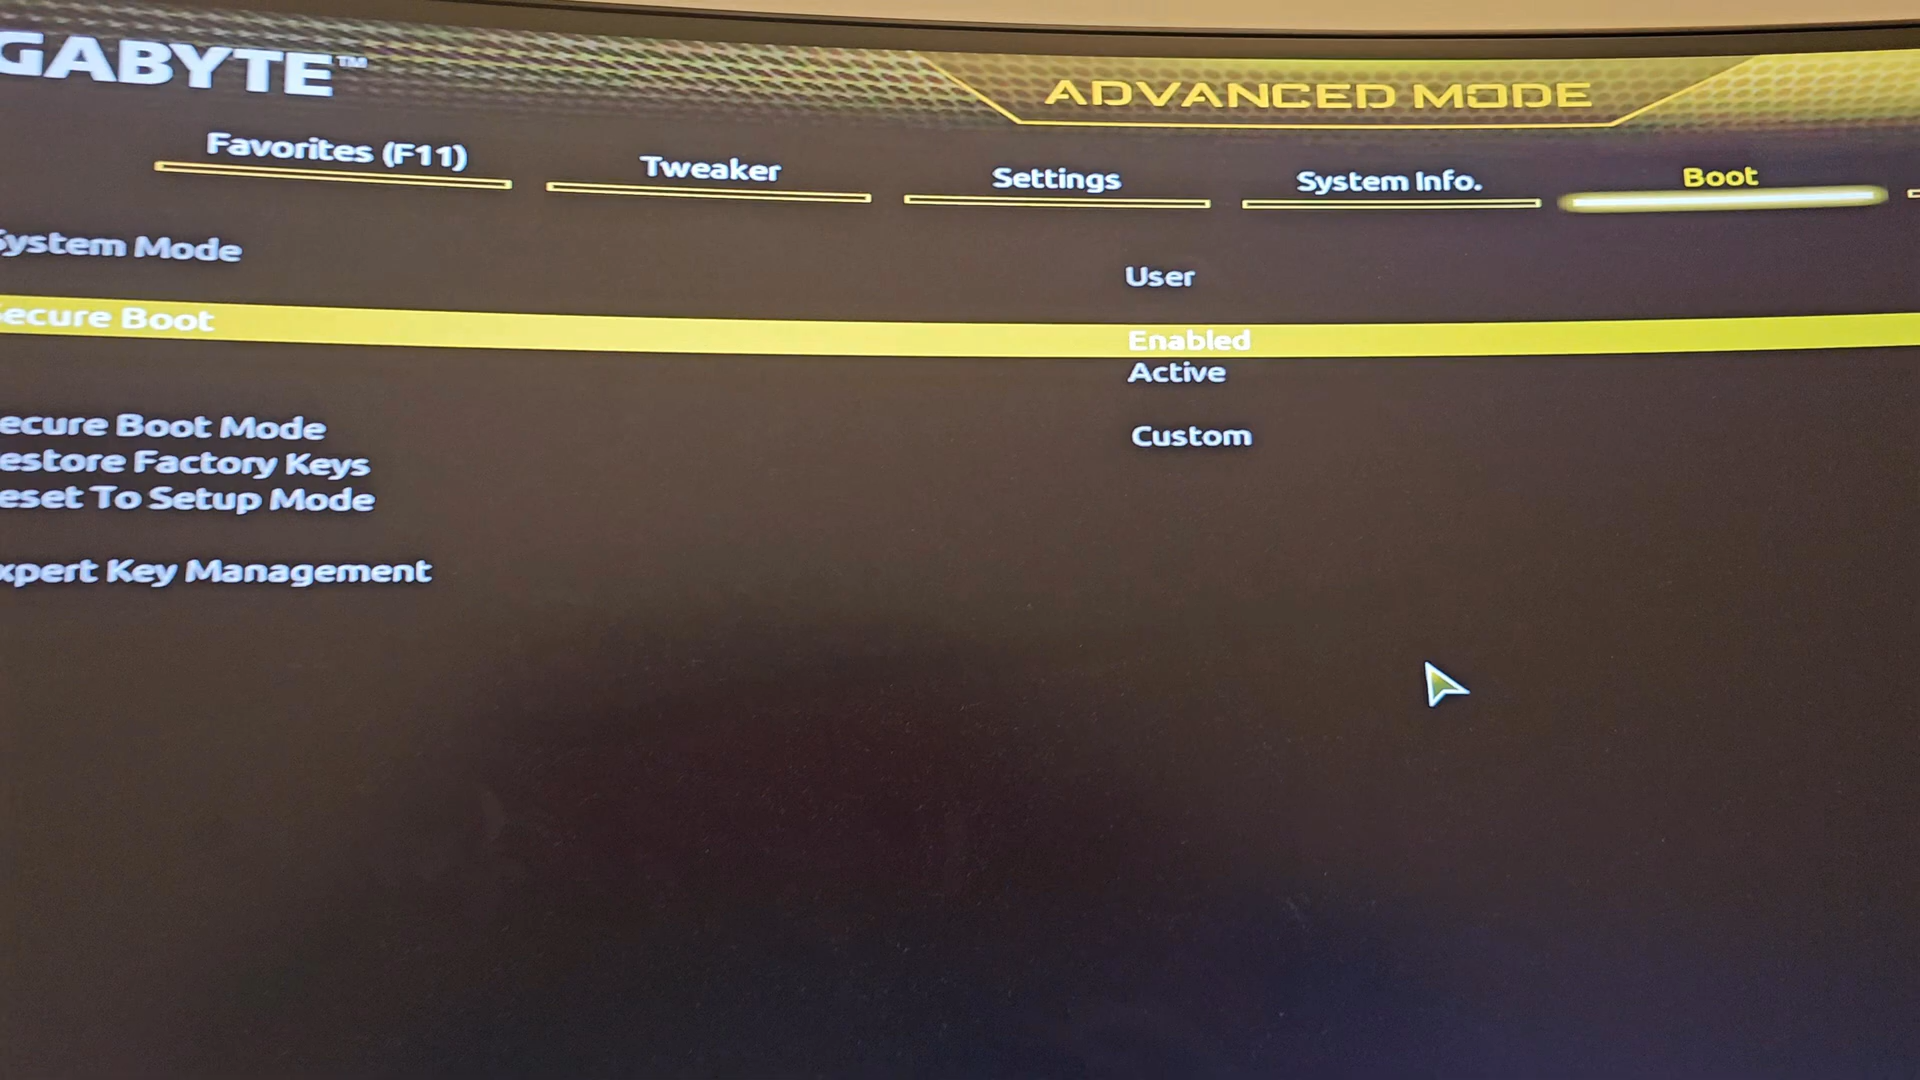 GABYTE™
ADVANCED MODE
Favorites (F11) Tweaker Settings System Info. Boot
System Mode User
ecure Boot Enabled
Active
ecure Boot Mode Custom
estore Factory Keys
eset To Setup Mode
xpert Key Management